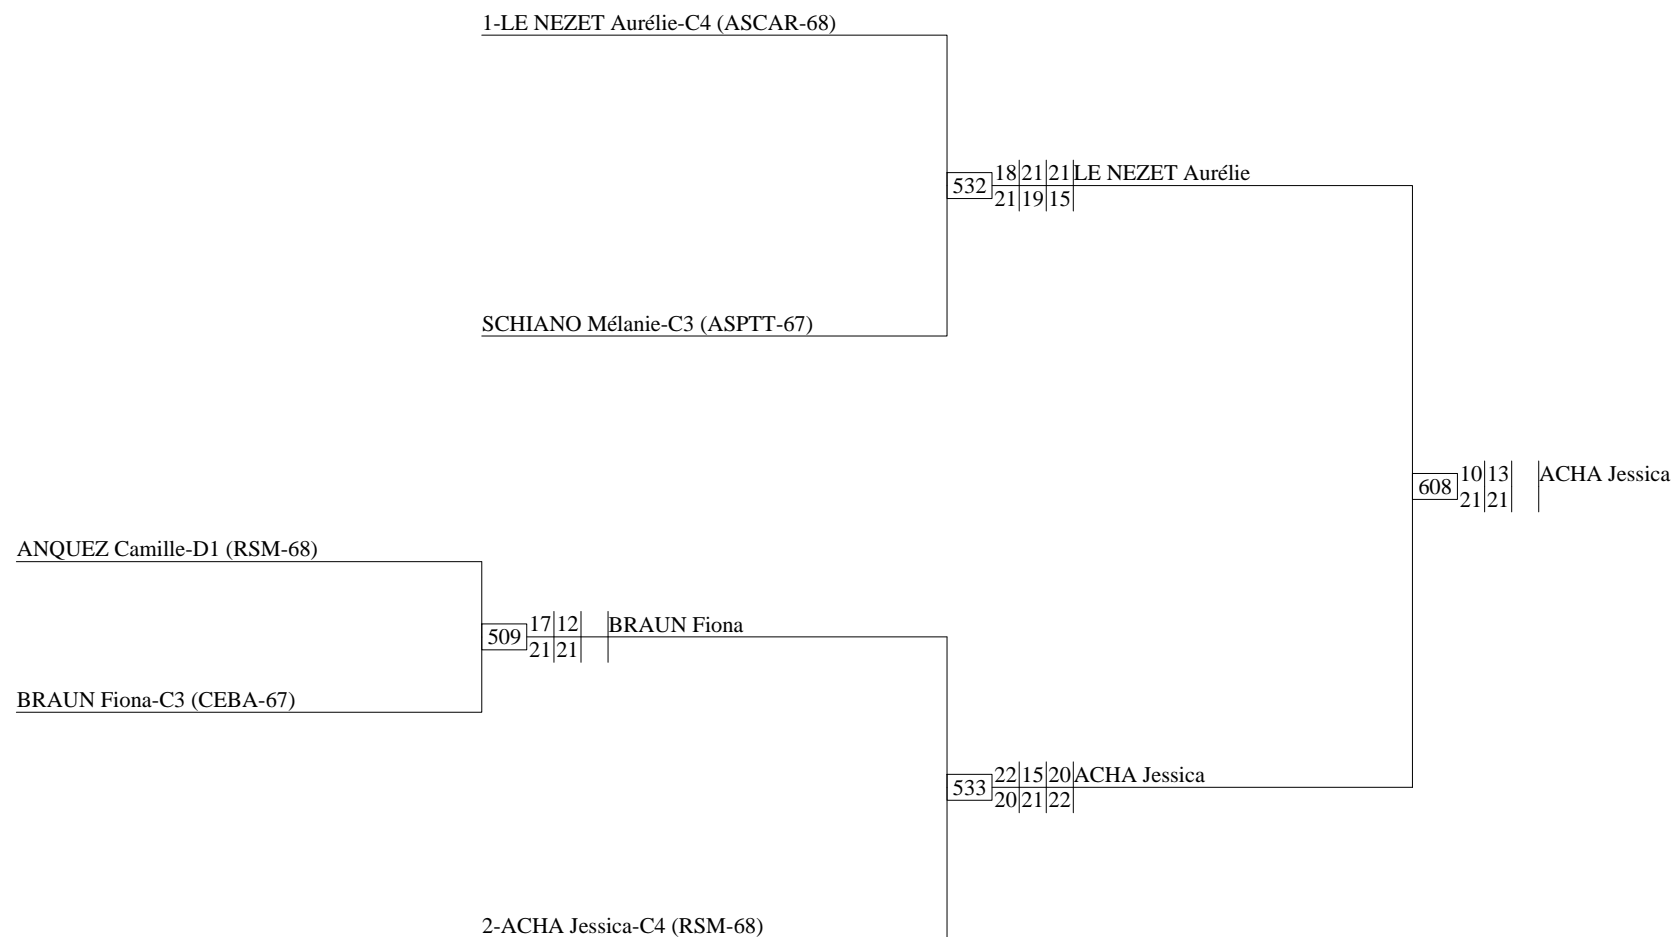 1-LE NEZET Aurélie-C4 (ASCAR-68)
532 18 21 21 LE NEZET Aurélie
21 19 15
SCHIANO Mélanie-C3 (ASPTT-67)
608 10 13 ACHA Jessica
21 21
ANQUEZ Camille-D1 (RSM-68)
509 17 12 BRAUN Fiona
21 21
BRAUN Fiona-C3 (CEBA-67)
533 22 15 20 ACHA Jessica
20 21 22
2-ACHA Jessica-C4 (RSM-68)